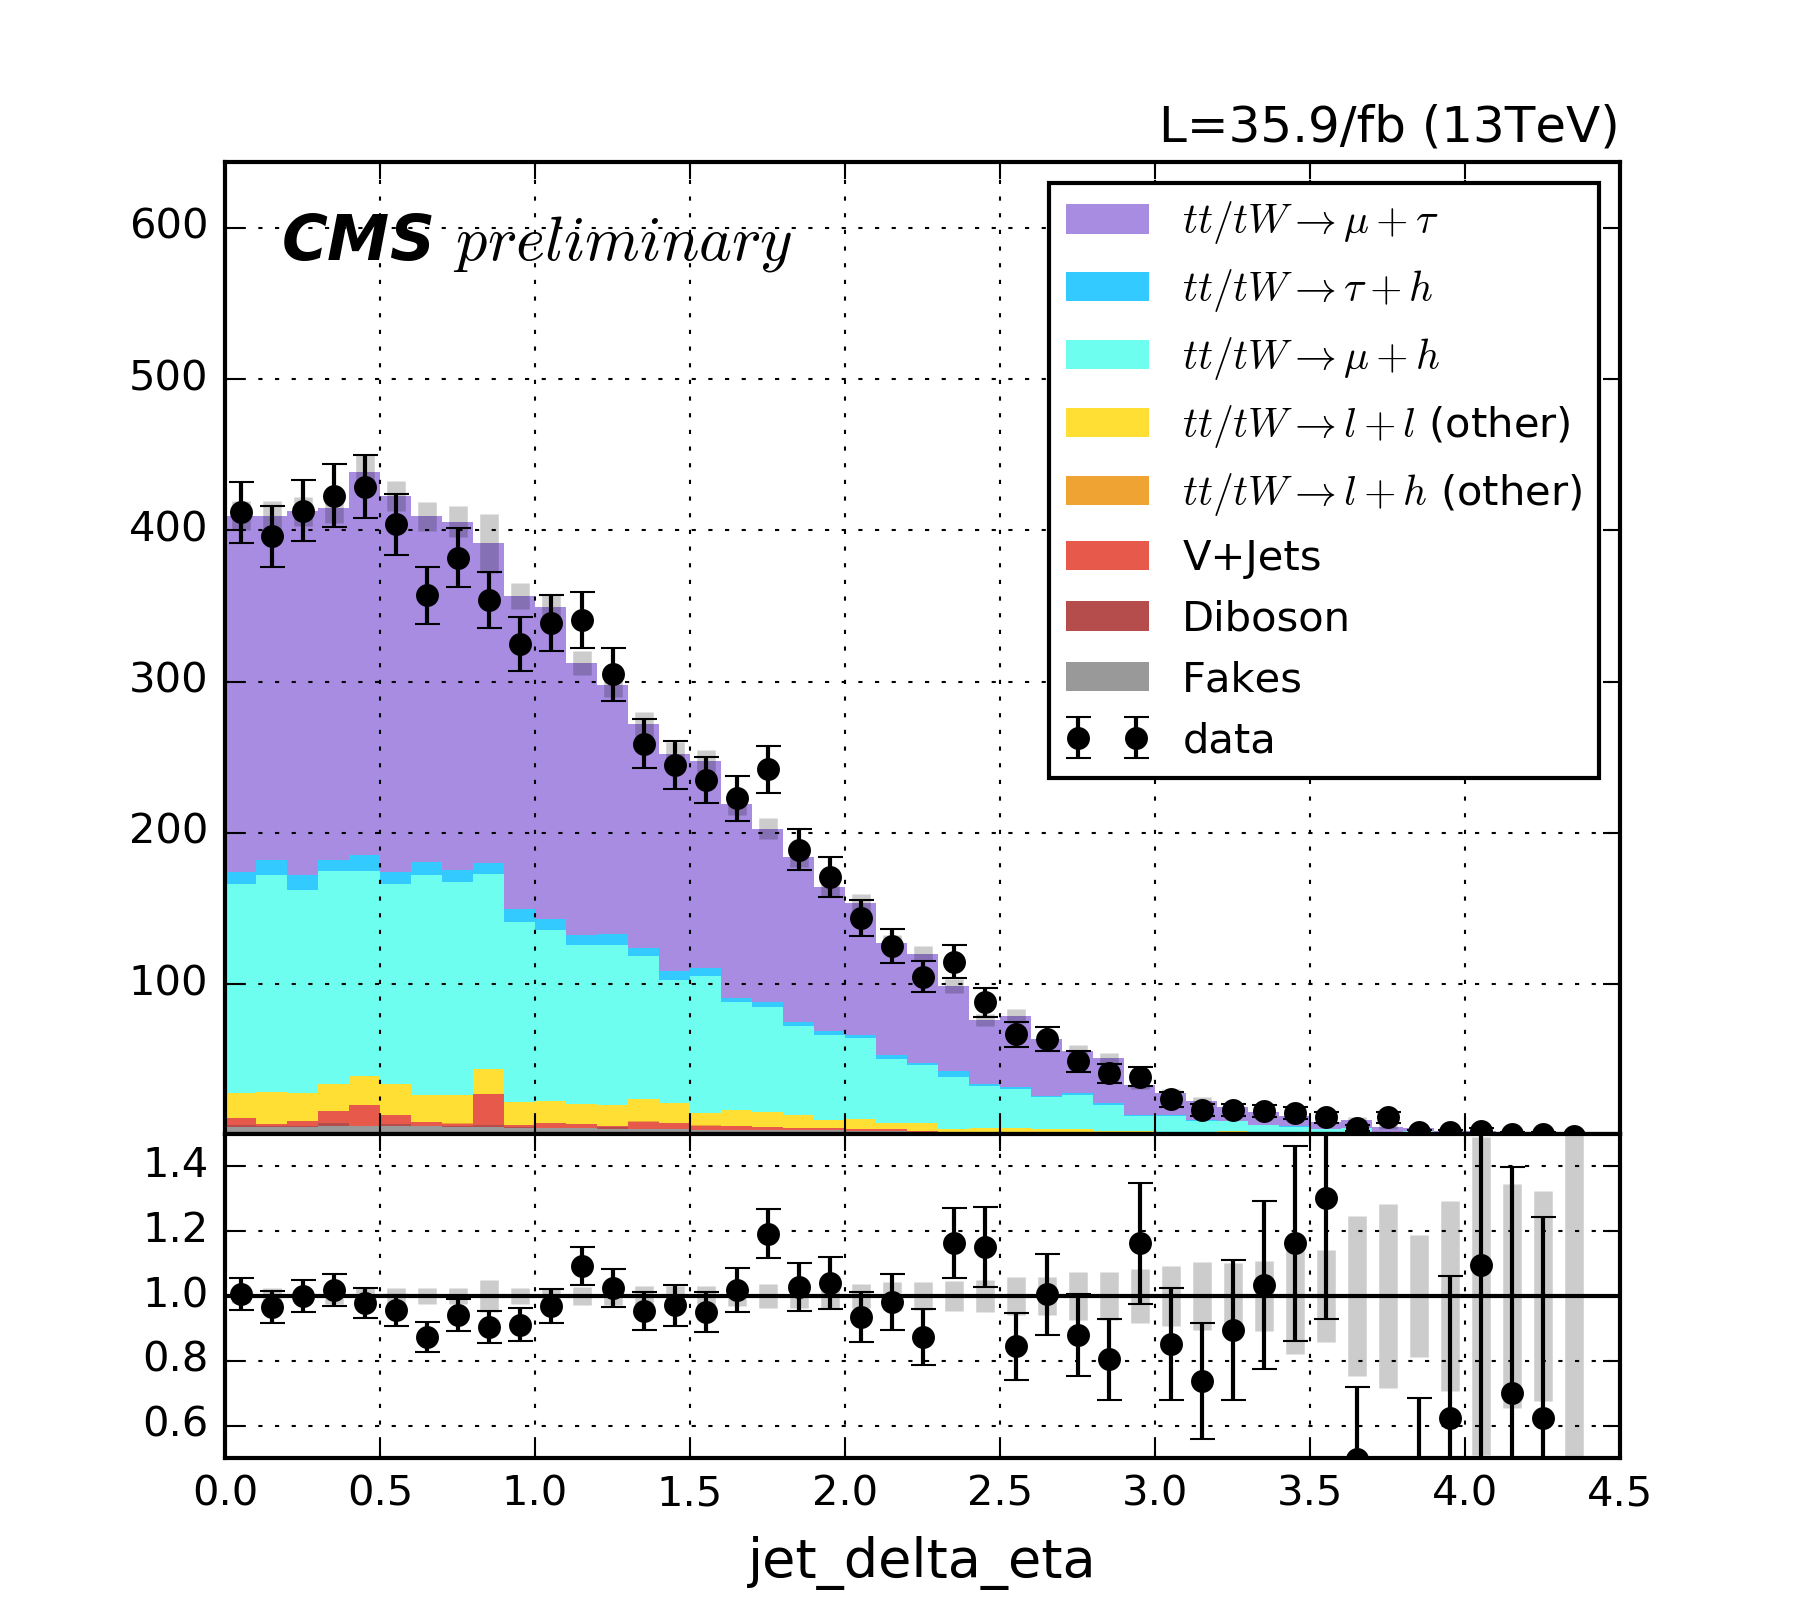 L=35.9/fb (13TeV)
CMS preliminary
tt/tW→μ+τ
tt/tW→τ+h
tt/tW→μ+h
tt/tW→l+l (other)
tt/tW→l+h (other)
V+Jets
Diboson
Fakes
data
600
500
400
300
200
100
1.4
1.2
1.0
0.8
0.6
0.0 0.5 1.0 1.5 2.0 2.5 3.0 3.5 4.0 4.5
jet_delta_eta